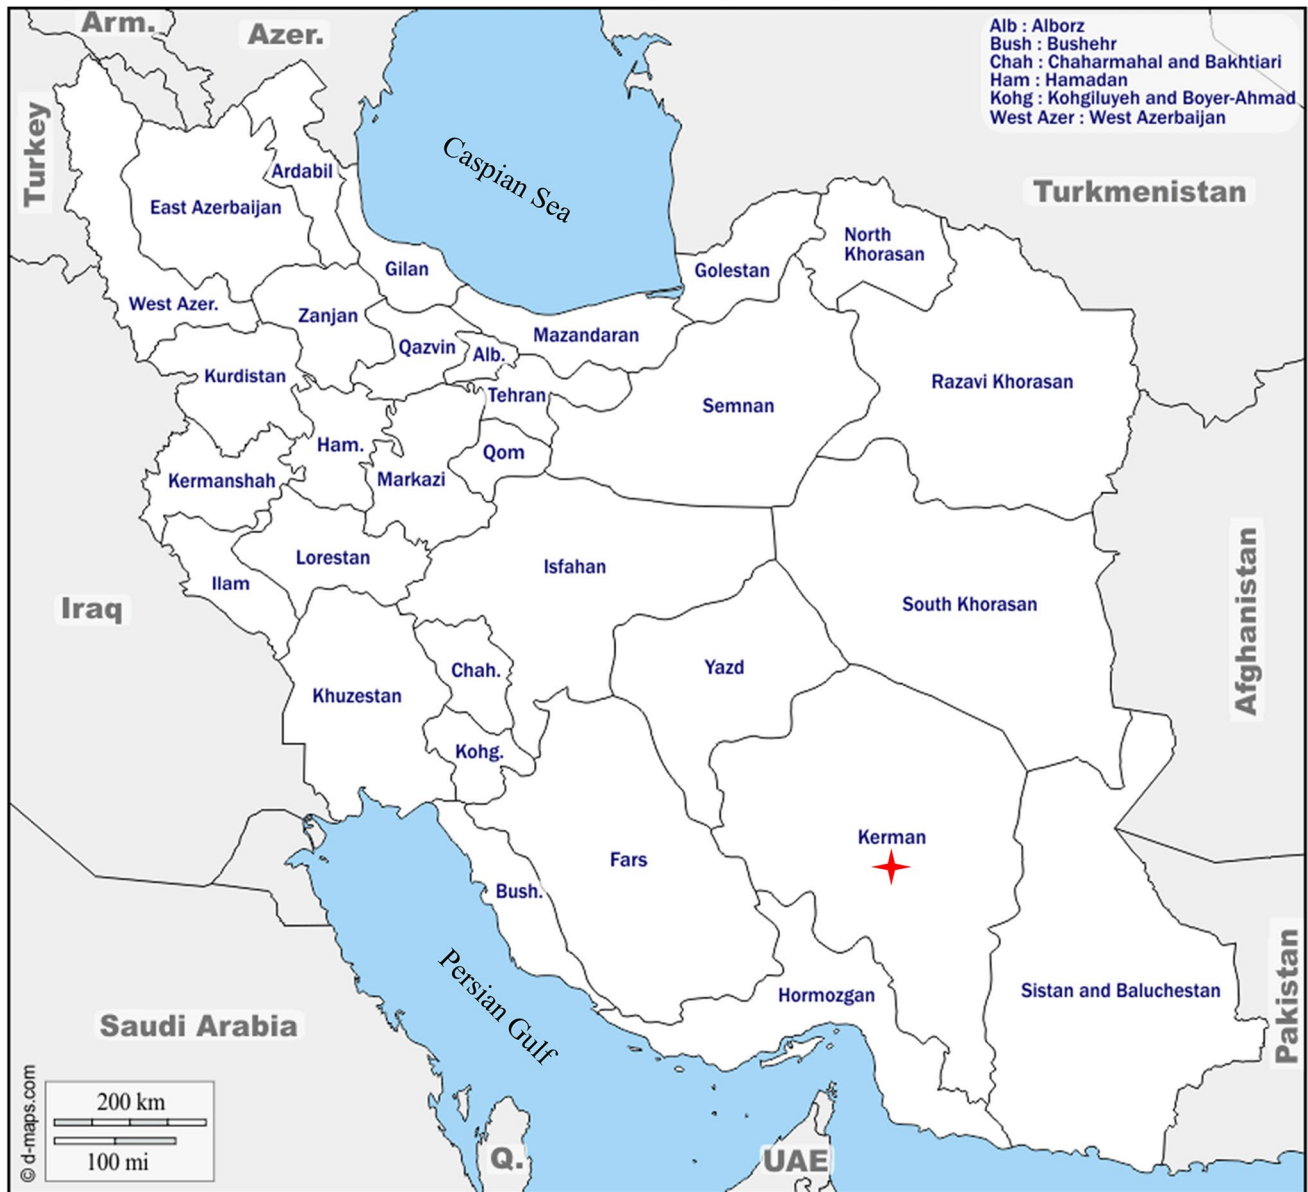 Arm.
Azer.
Alb : Alborz
Bush : Bushehr
Chah : Chaharmahal and Bakhtiari
Ham : Hamadan
Kohg : Kohgiluyeh and Boyer-Ahmad
West Azer : West Azerbaijan
Turkey
Caspian Sea
Turkmenistan
Ardabil
East Azerbaijan
North
Khorasan
Gilan
Golestan
West Azer.
Zanjan
Mazandaran
Qazvin
Alb.
Kurdistan
Tehran
Semnan
Razavi Khorasan
Ham.
Qom
Kermanshah
Markazi
Lorestan
Isfahan
Ilam
South Khorasan
Iraq
Afghanistan
Chah.
Yazd
Khuzestan
Kohg.
Kerman
Fars
Bush.
Persian Gulf
Hormozgan
Sistan and Baluchestan
Pakistan
Saudi Arabia
200 km
100 mi
© d-maps.com
Q.
UAE